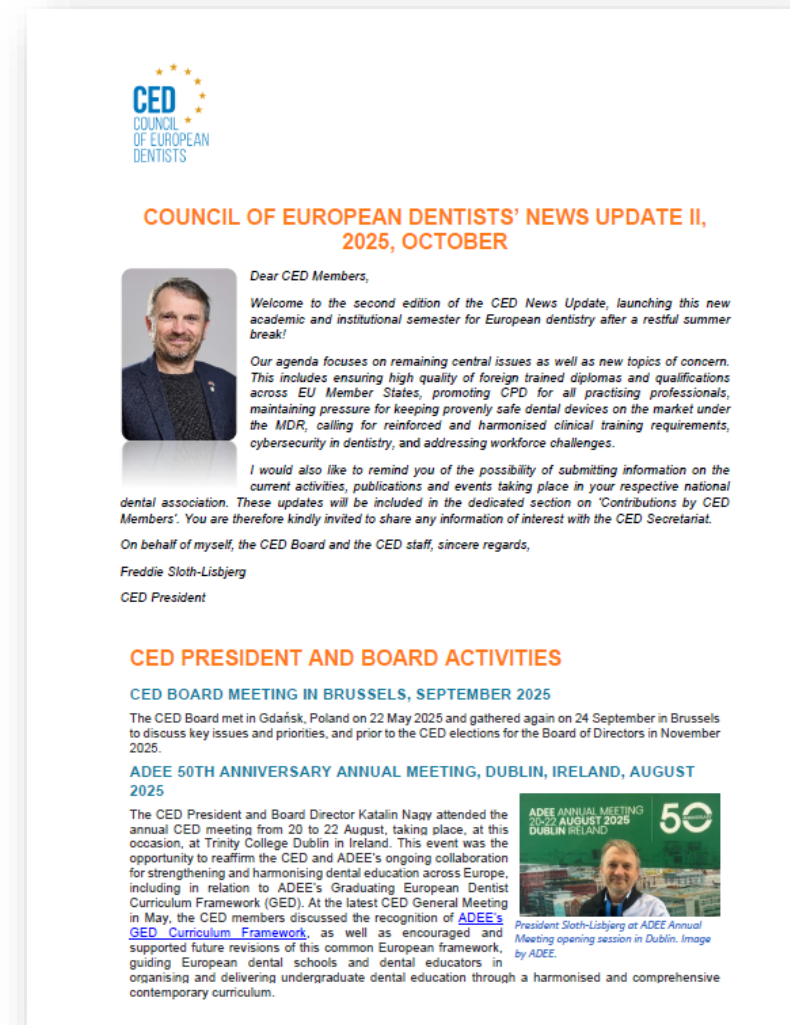 CED
COUNCIL
OF EUROPEAN
DENTISTS
COUNCIL OF EUROPEAN DENTISTS' NEWS UPDATE II,
2025, OCTOBER
Dear CED Members,
Welcome to the second edition of the CED News Update, launching this new
academic and institutional semester for European dentistry after a restful summer
break!
Our agenda focuses on remaining central issues as well as new topics of concern.
This includes ensuring high quality of foreign trained diplomas and qualifications
across EU Member States, promoting CPD for all practising professionals,
maintaining pressure for keeping provenly safe dental devices on the market under
the MDR, calling for reinforced and harmonised clinical training requirements,
cybersecurity in dentistry, and addressing workforce challenges.
I would also like to remind you of the possibility of submitting information on the
current activities, publications and events taking place in your respective national
dental association. These updates will be included in the dedicated section on 'Contributions by CED
Members'. You are therefore kindly invited to share any information of interest with the CED Secretariat.
On behalf of myself, the CED Board and the CED staff, sincere regards,
Freddie Sloth-Lisbjerg
CED President
CED PRESIDENT AND BOARD ACTIVITIES
CED BOARD MEETING IN BRUSSELS, SEPTEMBER 2025
The CED Board met in Gdańsk, Poland on 22 May 2025 and gathered again on 24 September in Brussels
to discuss key issues and priorities, and prior to the CED elections for the Board of Directors in November
2025.
ADEE 50TH ANNIVERSARY ANNUAL MEETING, DUBLIN, IRELAND, AUGUST
2025
The CED President and Board Director Katalin Nagy attended the
annual CED meeting from 20 to 22 August, taking place, at this
occasion, at Trinity College Dublin in Ireland. This event was the
opportunity to reaffirm the CED and ADEE's ongoing collaboration
for strengthening and harmonising dental education across Europe,
including in relation to ADEE's Graduating European Dentist
Curriculum Framework (GED). At the latest CED General Meeting
in May, the CED members discussed the recognition of ADEE's
GED Curriculum Framework, as well as encouraged and
supported future revisions of this common European framework,
guiding European dental schools and dental educators in
organising and delivering undergraduate dental education through a harmonised and comprehensive
contemporary curriculum.
ADEE ANNUAL MEETING
20-22 AUGUST 2025
DUBLIN IRELAND
50
President Sloth-Lisbjerg at ADEE Annual
Meeting opening session in Dublin. Image
by ADEE.